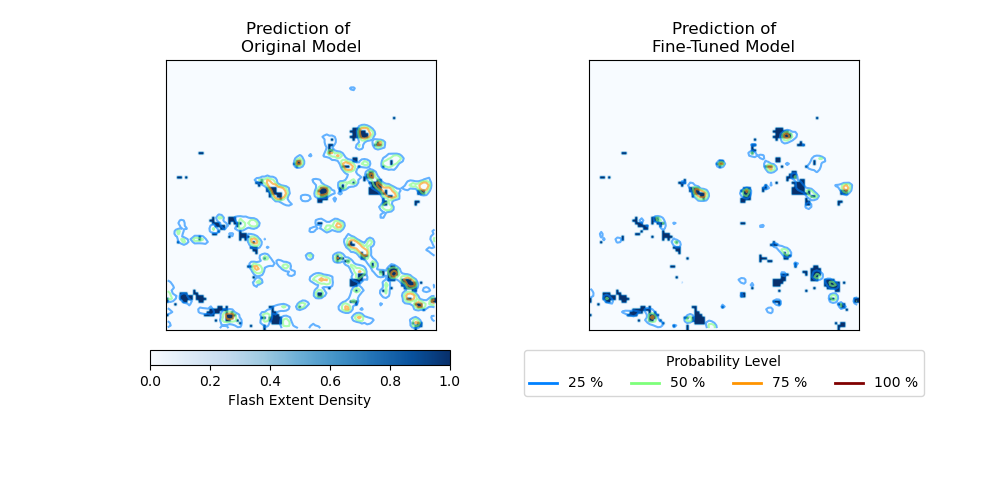 Prediction of
Original Model
Prediction of
Fine-Tuned Model
0.0 0.2 0.4 0.6 0.8 1.0
Flash Extent Density
Probability Level
25 % 50 % 75 % 100 %